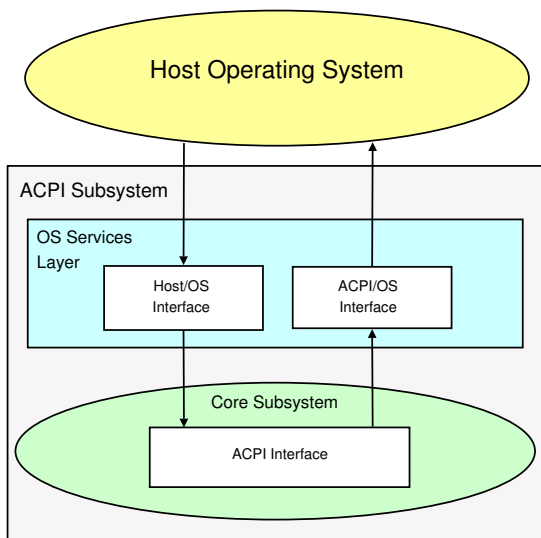 Host Operating System
ACPI Subsystem
OS Services
Layer
Host/OS
Interface
ACPI/OS
Interface
Core Subsystem
ACPI Interface